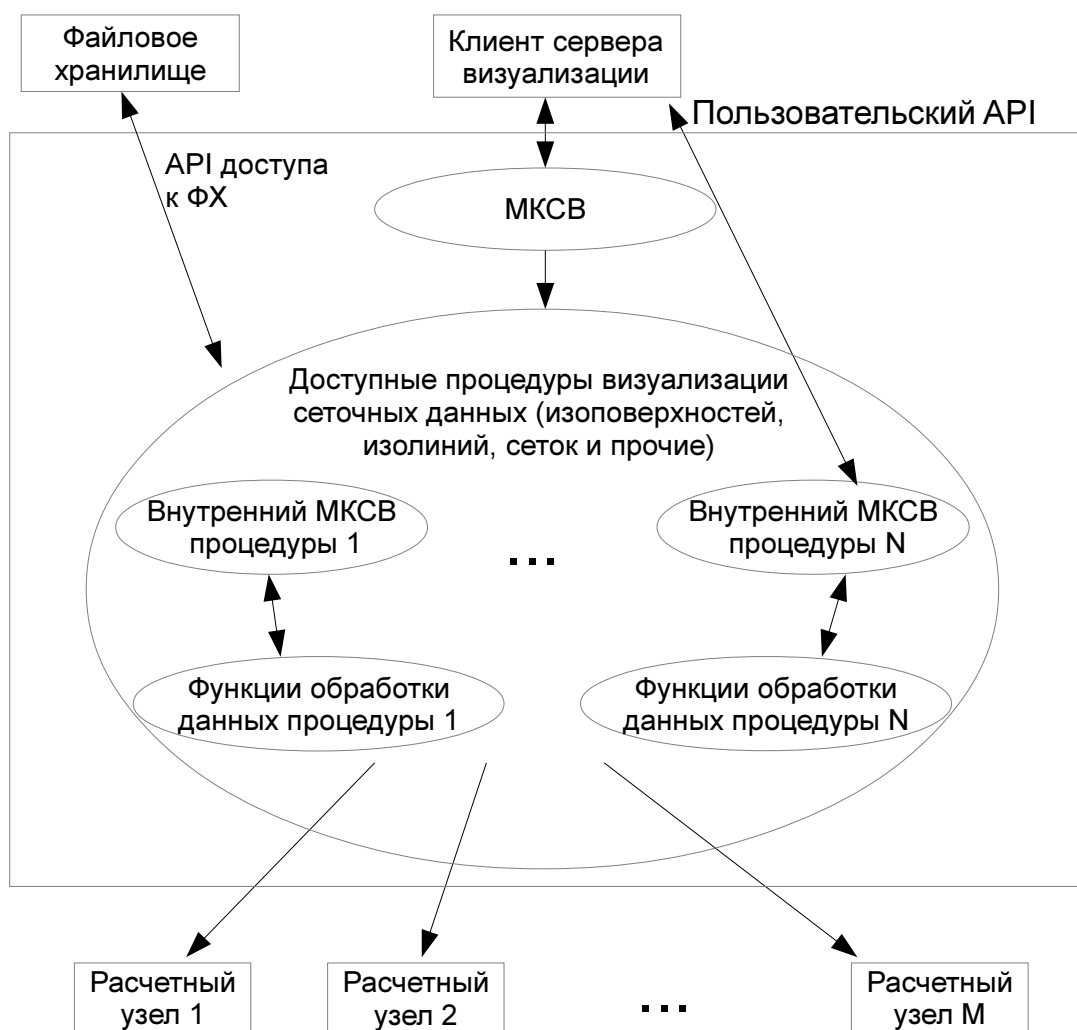 Файловое
хранилище
Клиент сервера
визуализации
Пользовательский API
API доступа
к ФХ
МКСВ
Доступные процедуры визуализации
сеточных данных (изоповерхностей,
изолиний, сеток и прочие)
Внутренний МКСВ
процедуры 1
...
Внутренний МКСВ
процедуры N
Функции обработки
данных процедуры 1
Функции обработки
данных процедуры N
Расчетный
узел 1
Расчетный
узел 2
...
Расчетный
узел M